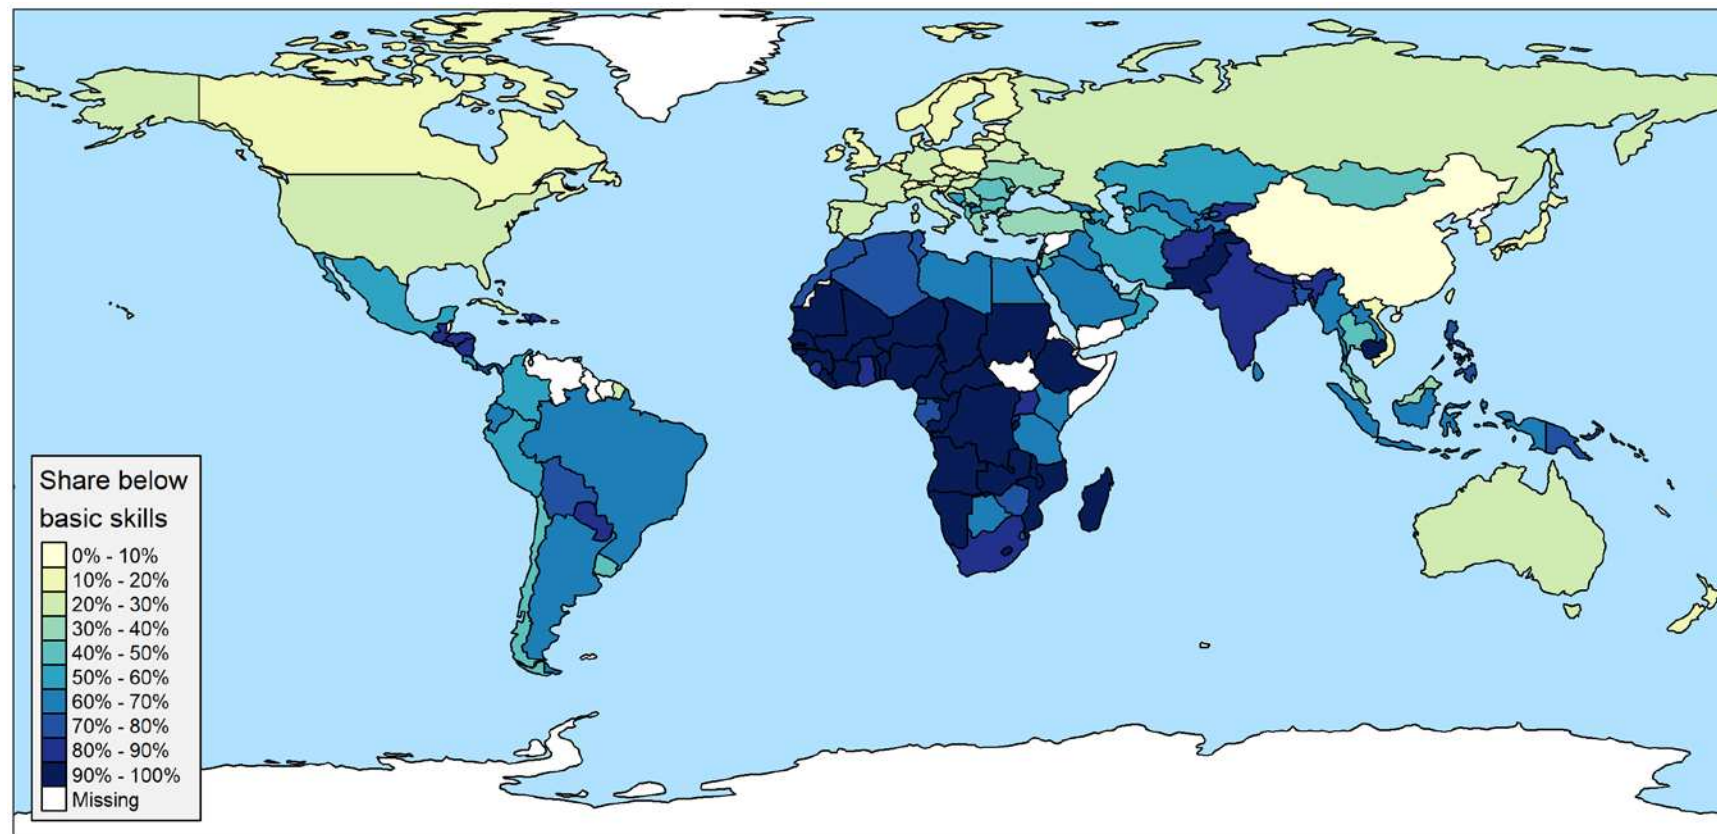 Share below
basic skills
0% - 10%
10% - 20%
20% - 30%
30% - 40%
40% - 50%
50% - 60%
60% - 70%
70% - 80%
80% - 90%
90% - 100%
Missing